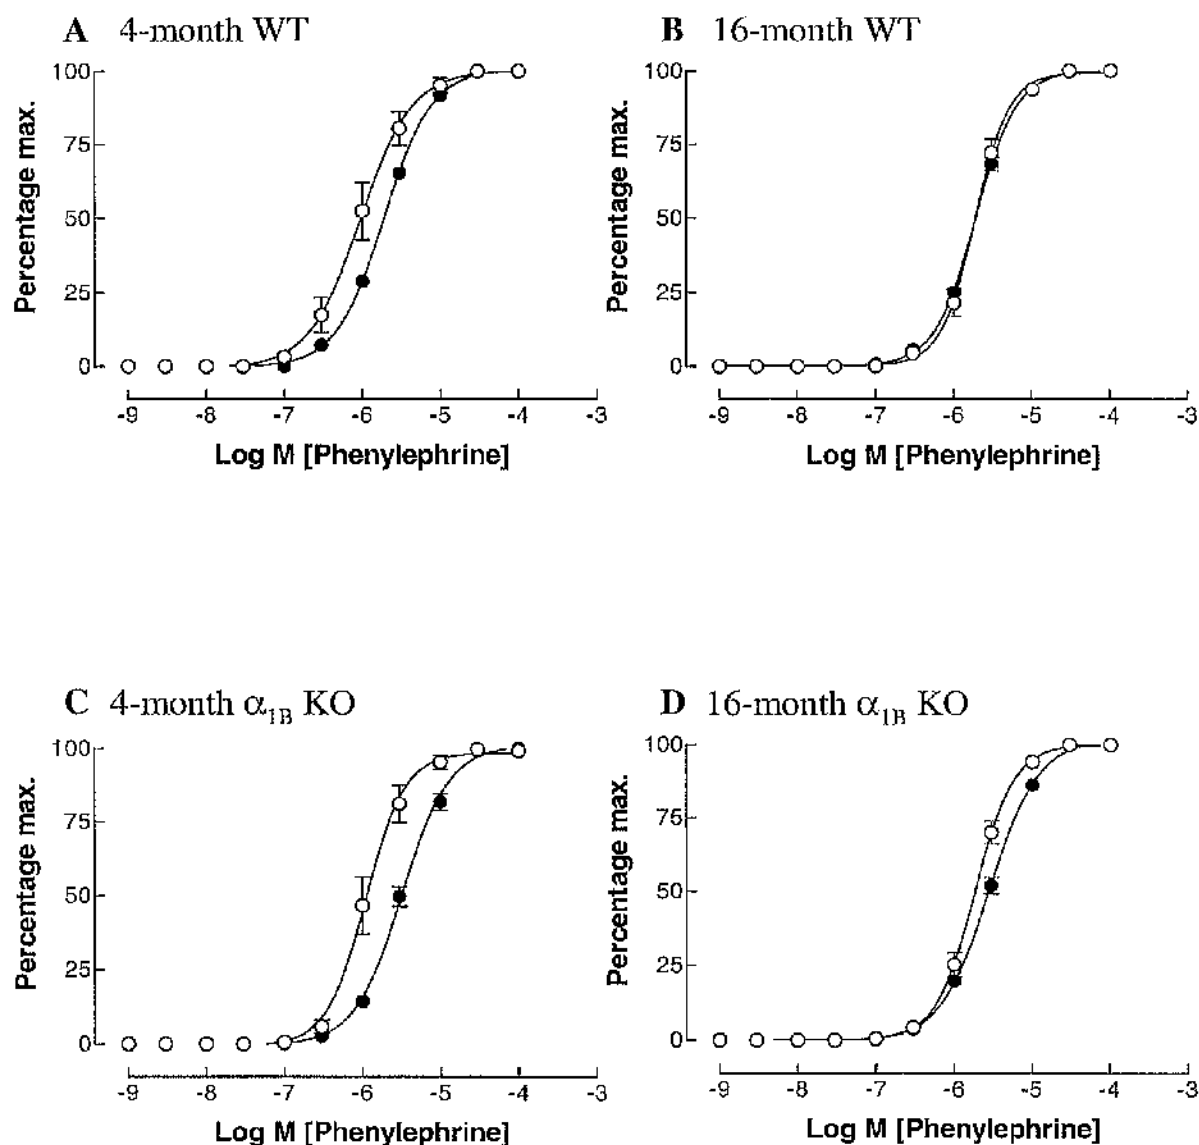 A 4-month WT
B 16-month WT
Percentage max.
100
75
50
25
0
-9 -8 -7 -6 -5 -4 -3
Log M [Phenylephrine]
Percentage max.
100
75
50
25
0
-9 -8 -7 -6 -5 -4 -3
Log M [Phenylephrine]
C 4-month α1B KO
D 16-month α1B KO
Percentage max.
100
75
50
25
0
-9 -8 -7 -6 -5 -4 -3
Log M [Phenylephrine]
Percentage max.
100
75
50
25
0
-9 -8 -7 -6 -5 -4 -3
Log M [Phenylephrine]